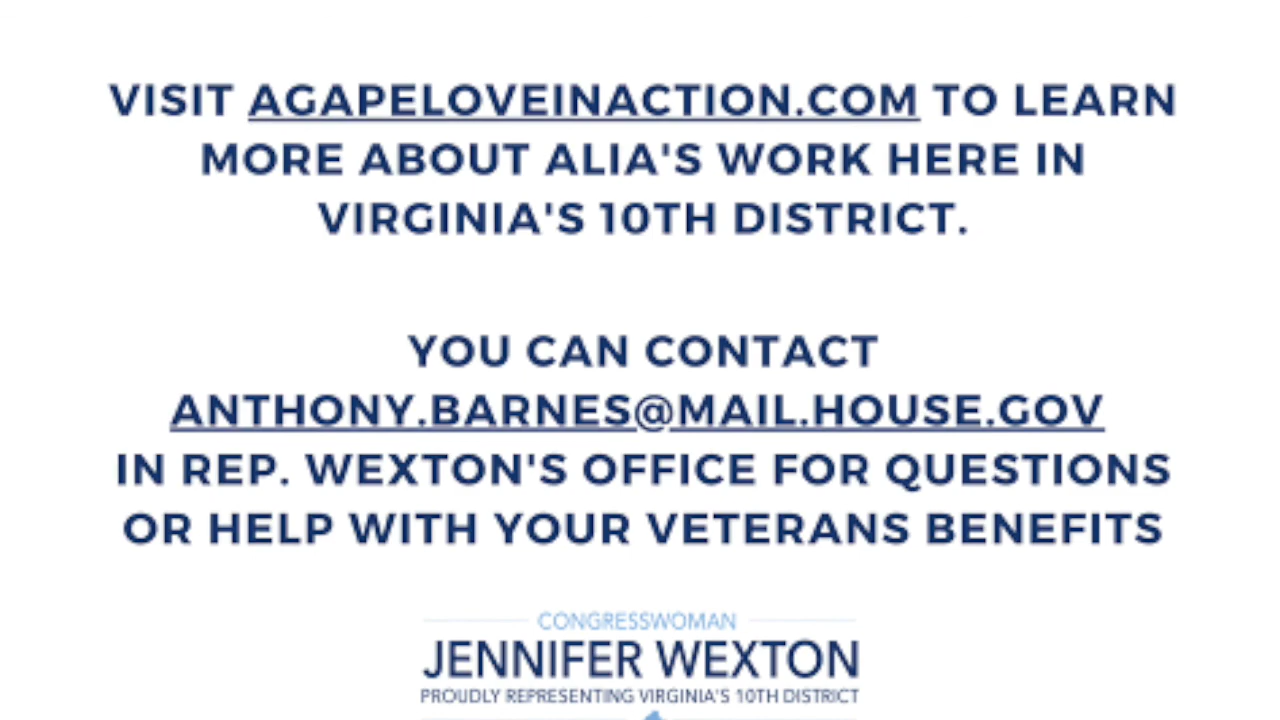 VISIT AGAPELOVEINACTION.COM TO LEARN
MORE ABOUT ALIA'S WORK HERE IN
VIRGINIA'S 10TH DISTRICT.
YOU CAN CONTACT
ANTHONY.BARNES@MAIL.HOUSE.GOV
IN REP. WEXTON'S OFFICE FOR QUESTIONS
OR HELP WITH YOUR VETERANS BENEFITS
CONGRESSWOMAN
JENNIFER WEXTON
PROUDLY REPRESENTING VIRGINIA'S 10TH DISTRICT